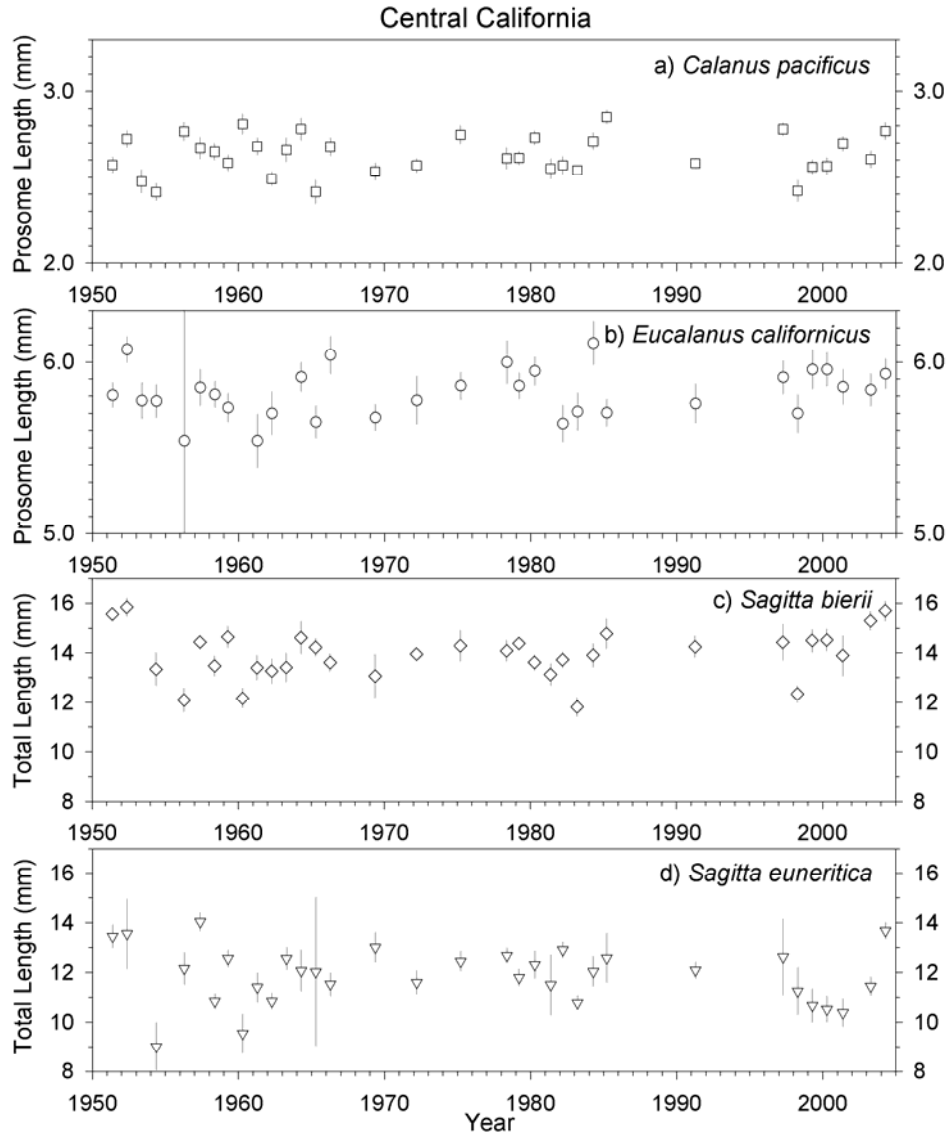 Central California
Prosome Length (mm)
3.0
2.0
a) Calanus pacificus
3.0
2.0
1950 1960 1970 1980 1990 2000
Prosome Length (mm)
6.0
5.0
b) Eucalanus californicus
6.0
5.0
1950 1960 1970 1980 1990 2000
Total Length (mm)
16
14
12
10
8
c) Sagitta bierii
16
14
12
10
8
1950 1960 1970 1980 1990 2000
Total Length (mm)
16
14
12
10
8
d) Sagitta euneritica
16
14
12
10
8
1950 1960 1970 1980 1990 2000
Year